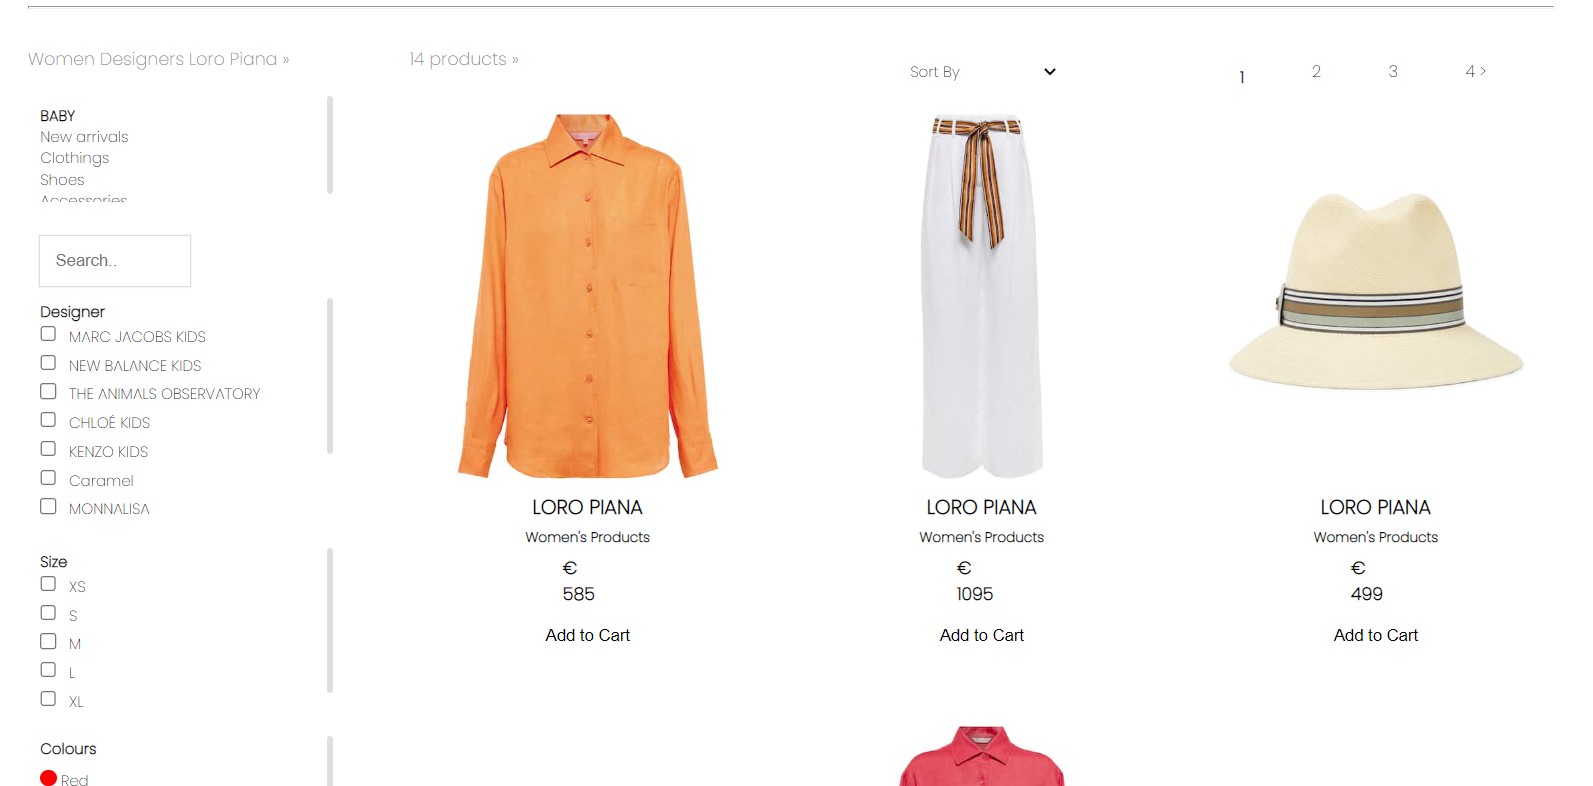 Women Designers Loro Piana »
14 products »
Sort By
1
2
3
4 >
BABY
New arrivals
Clothings
Shoes
Accessories
Search..
Designer
MARC JACOBS KIDS
NEW BALANCE KIDS
THE ANIMALS OBSERVATORY
CHLOÉ KIDS
KENZO KIDS
Caramel
MONNALISA
Size
XS
S
M
L
XL
Colours
Red
LORO PIANA
Women's Products
€
585
Add to Cart
LORO PIANA
Women's Products
€
1095
Add to Cart
LORO PIANA
Women's Products
€
499
Add to Cart